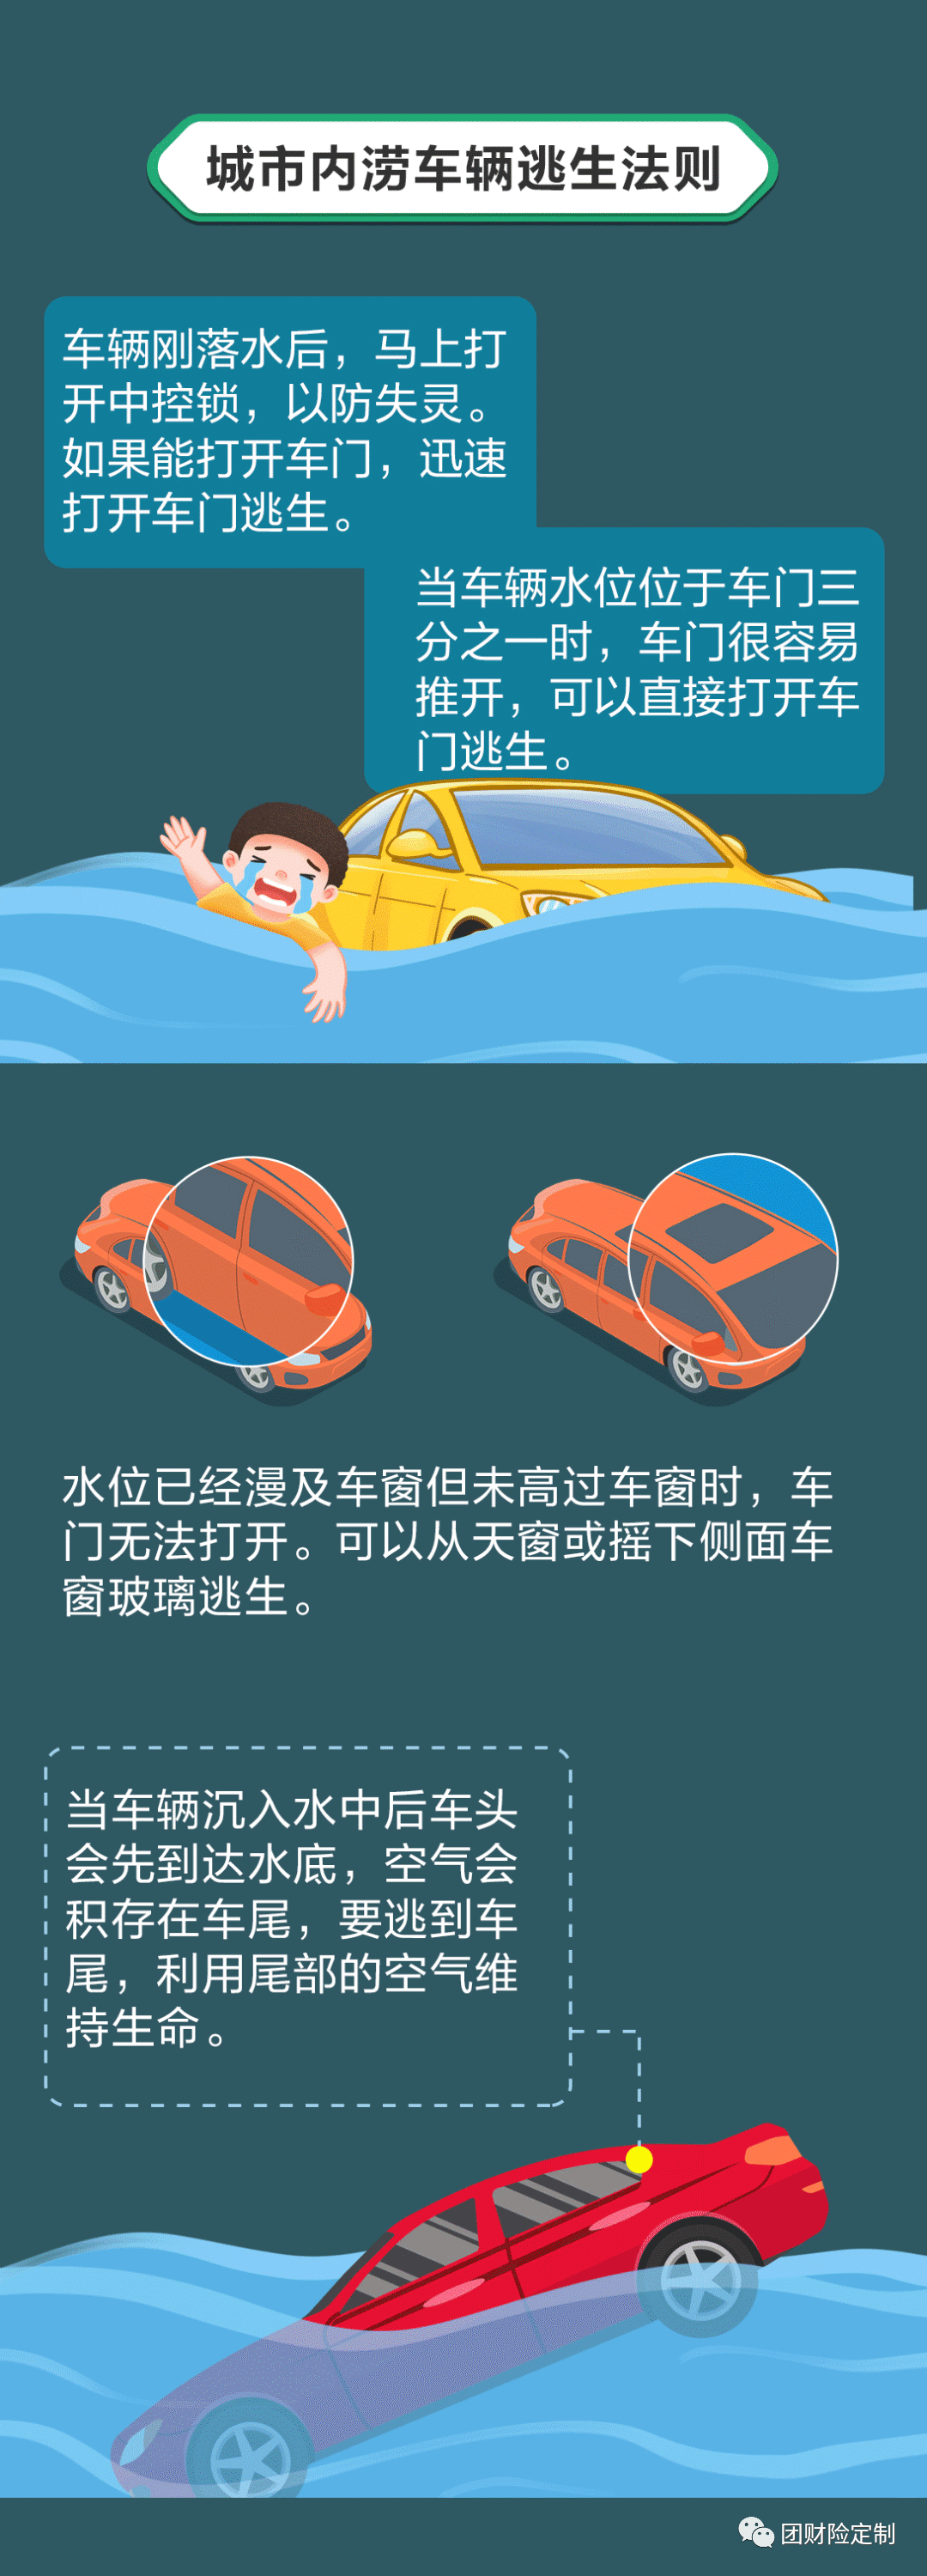 城市内涝车辆逃生法则
车辆刚落水后，马上打
开中控锁，以防失灵。
如果能打开车门，迅速
打开车门逃生。
当车辆水位位于车门三
分之一时，车门很容易
推开，可以直接打开车
门逃生。
水位已经漫及车窗但未高过车窗时，车
门无法打开。可以从天窗或摇下侧面车
窗玻璃逃生。
当车辆沉入水中后车头
会先到达水底，空气会
积存在车尾，要逃到车
尾，利用尾部的空气维
持生命。
团财险定制